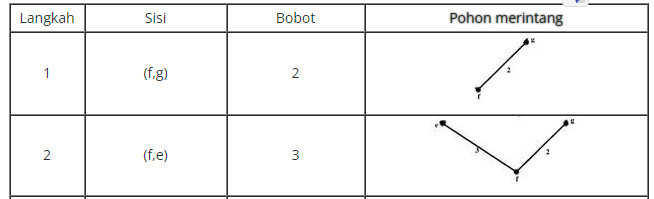 Langkah Sisi Bobot Pohon merintang
g
1 (f,g) 2 2
f
e g
2 (f,e) 3 3 2
f